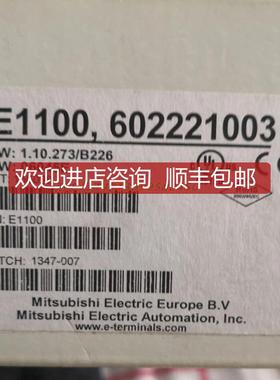 E1100, 602221003
W: 1.10.273/B226
欢迎进店咨询 顺丰包邮
N: E1100
TCH: 1347-007
Mitsubishi Electric Europe B.V
Mitsubishi Electric Automation, Inc.
www.e-terminals.com